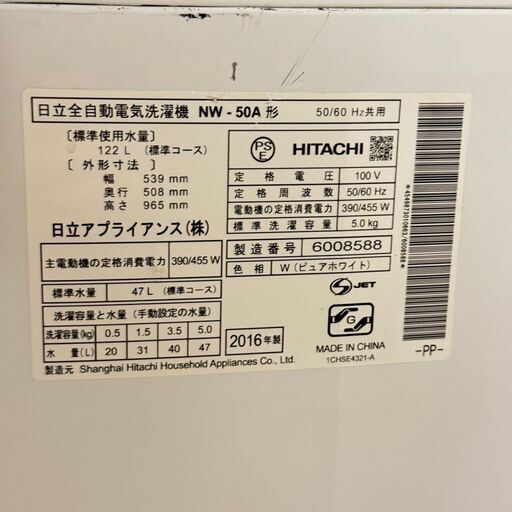 日立全自動電気洗濯機 NW - 50A 形 50/60 Hz共用
〔標準使用水量〕
122 L (標準コース)
〔 外 形 寸 法 〕
幅 539 mm
奥行 508 mm
高さ 965 mm
日立アプライアンス(株)
主電動機の定格消費電力 390/455 W
標準水量 47 L (標準コース)
洗濯容量と水量 (手動設定の水量)
洗濯容量(kg) 0.5 1.5 3.5 5.0
水 量 (L) 20 31 40 47
製造元 Shanghai Hitachi Household Appliances Co., Ltd.
PS
E
HITACHI
定格電圧 100 V
定格周波数 50/60 Hz
電動機の定格消費電力 390/455 W
標準洗濯容量 5.0kg
製造番号 6008588
色 相 W (ピュアホワイト)
S JET
G
2016年製
MADE IN CHINA
1CHSE4321-A
-PP-